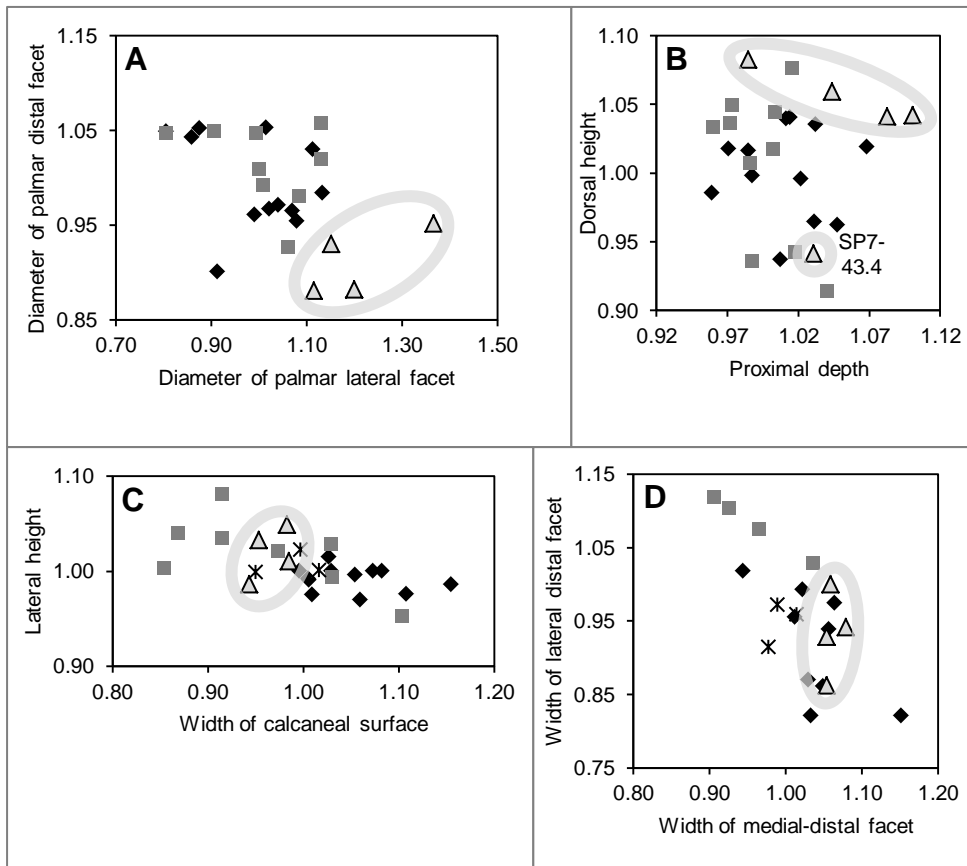 A
1.15
1.05
0.95
0.85
0.70
0.90
1.10
1.30
1.50
Diameter of palmar distal facet
Diameter of palmar lateral facet
B
1.10
1.05
1.00
0.95
0.90
0.92
0.97
1.02
1.07
1.12
Dorsal height
Proximal depth
SP7-
43.4
C
1.10
1.00
0.90
0.80
0.90
1.00
1.10
1.20
Lateral height
Width of calcaneal surface
D
1.15
1.05
0.95
0.85
0.75
0.80
0.90
1.00
1.10
1.20
Width of lateral distal facet
Width of medial-distal facet